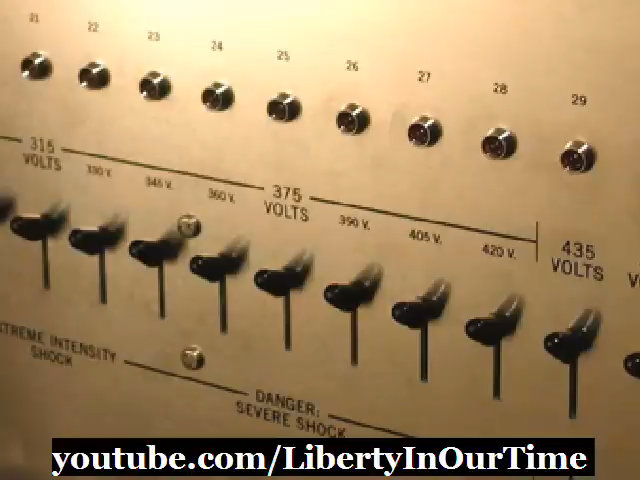 21 22 23 24 25 26 27 28 29
315 VOLTS 330 V. 345 V. 360 V. 375 VOLTS 390 V. 405 V. 420 V. 435 VOLTS
EXTREME INTENSITY
SHOCK
DANGER:
SEVERE SHOCK
youtube.com/LibertyInOurTime